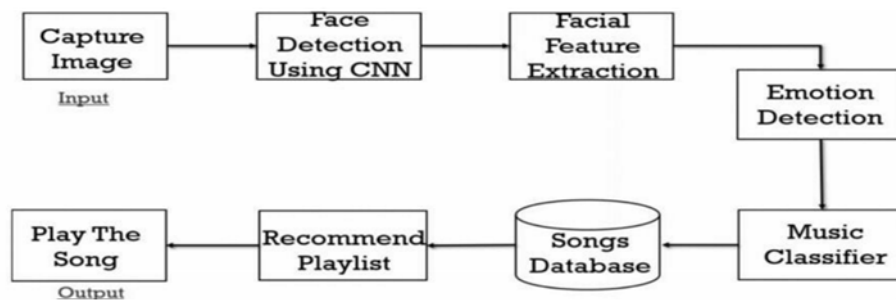 Capture
Image
Input
Face
Detection
Using CNN
Facial
Feature
Extraction
Emotion
Detection
Music
Classifier
Songs
Database
Recommend
Playlist
Play The
Song
Output